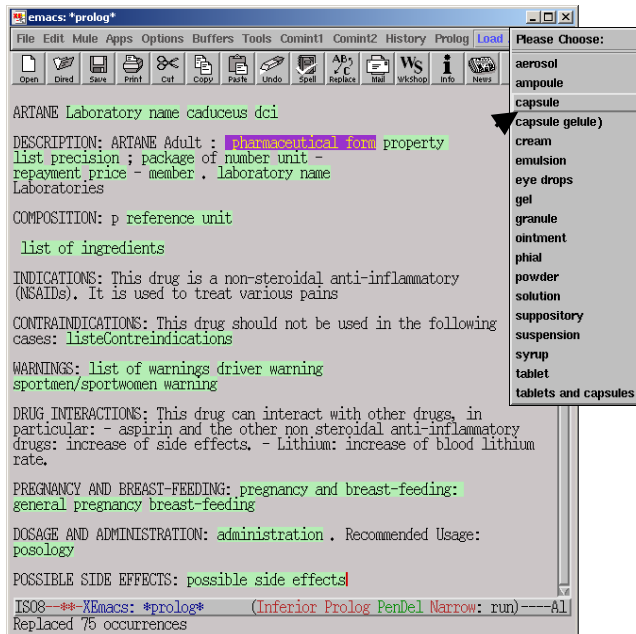 emacs: *prolog*
File Edit Mule Apps Options Buffers Tools Comint1 Comint2 History Prolog Load
Open Dired Save Print Cut Copy Paste Undo Spell Replace Mail WkShop Info News
ARTANE Laboratory name caduceus dci
DESCRIPTION: ARTANE Adult : pharmaceutical form property
list precision ; package of number unit -
repayment price - member . laboratory name
Laboratories
COMPOSITION: p reference unit
list of ingredients
INDICATIONS: This drug is a non-steroidal anti-inflammatory
(NSAIDs). It is used to treat various pains
CONTRAINDICATIONS: This drug should not be used in the following
cases: listeContreindications
WARNINGS: list of warnings driver warning
sportmen/sportwomen warning
DRUG INTERACTIONS: This drug can interact with other drugs, in
particular: - aspirin and the other non steroidal anti-inflammatory
drugs: increase of side effects. - Lithium: increase of blood lithium
rate.
PREGNANCY AND BREAST-FEEDING: pregnancy and breast-feeding:
general pregnancy breast-feeding
DOSAGE AND ADMINISTRATION: administration . Recommended Usage:
posology
POSSIBLE SIDE EFFECTS: possible side effects
ISO8--**-XEmacs: *prolog* (Inferior Prolog PenDel Narrow: run)----Al
Replaced 75 occurrences
Please Choose:
aerosol
ampoule
capsule
capsule gelule)
cream
emulsion
eye drops
gel
granule
ointment
phial
powder
solution
suppository
suspension
syrup
tablet
tablets and capsules